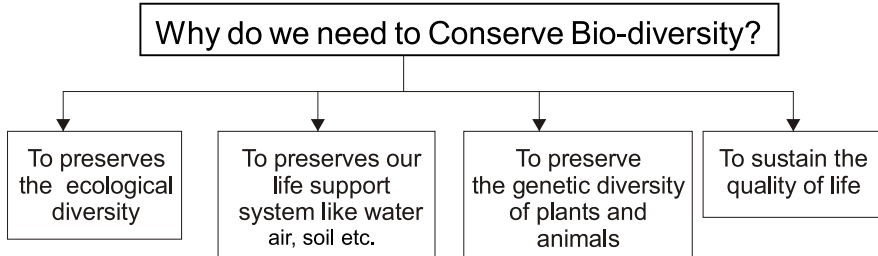 Why do we need to Conserve Bio-diversity?
To preserves
the ecological
diversity
To preserves our
life support
system like water
air, soil etc.
To preserve
the genetic diversity
of plants and
animals
To sustain the
quality of life